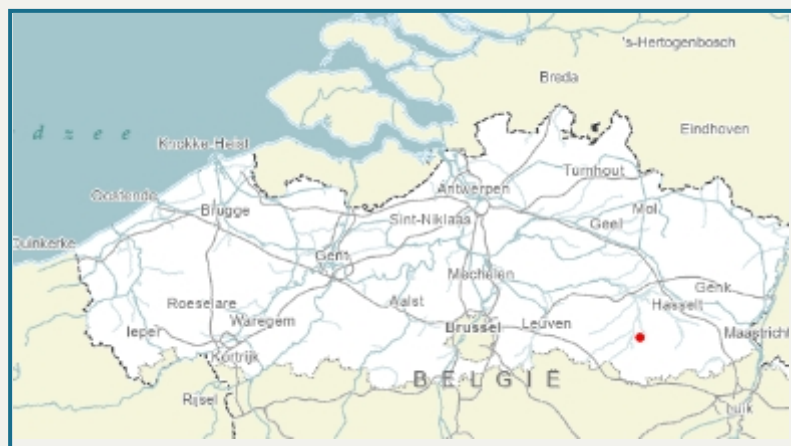 's-Hertogenbosch
Breda
d z e e
Eindhoven
Knokke-Heist
Turnhout
Oostende
Antwerpen
Brugge
Mol
Sint-Niklaas
Geel
Duinkerke
Gent
Mechelen
Genk
Roeselare
Aalst
Hasselt
Ieper
Waregem
Brussel
Leuven
Maastricht
Kortrijk
BELGIË
Rijsel
Luik